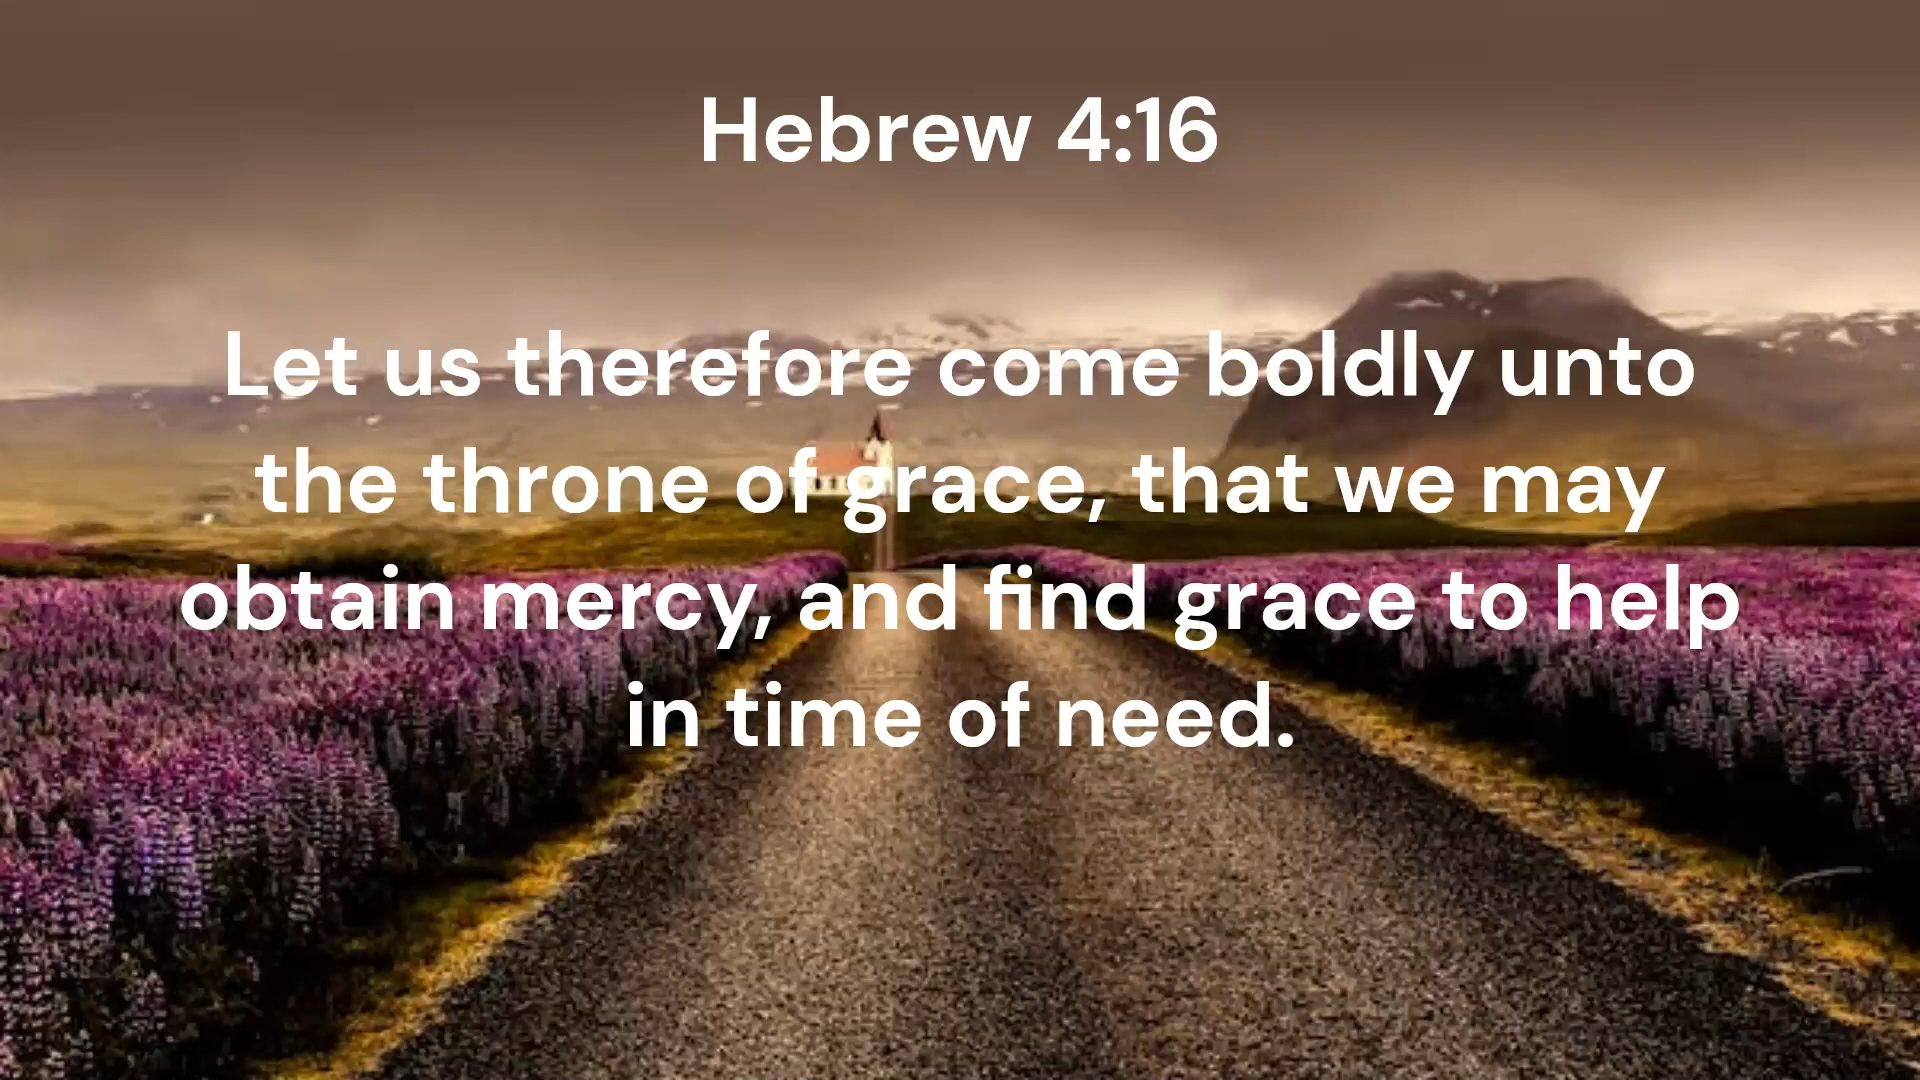 Hebrew 4:16
Let us therefore come boldly unto
the throne of grace, that we may
obtain mercy, and find grace to help
in time of need.